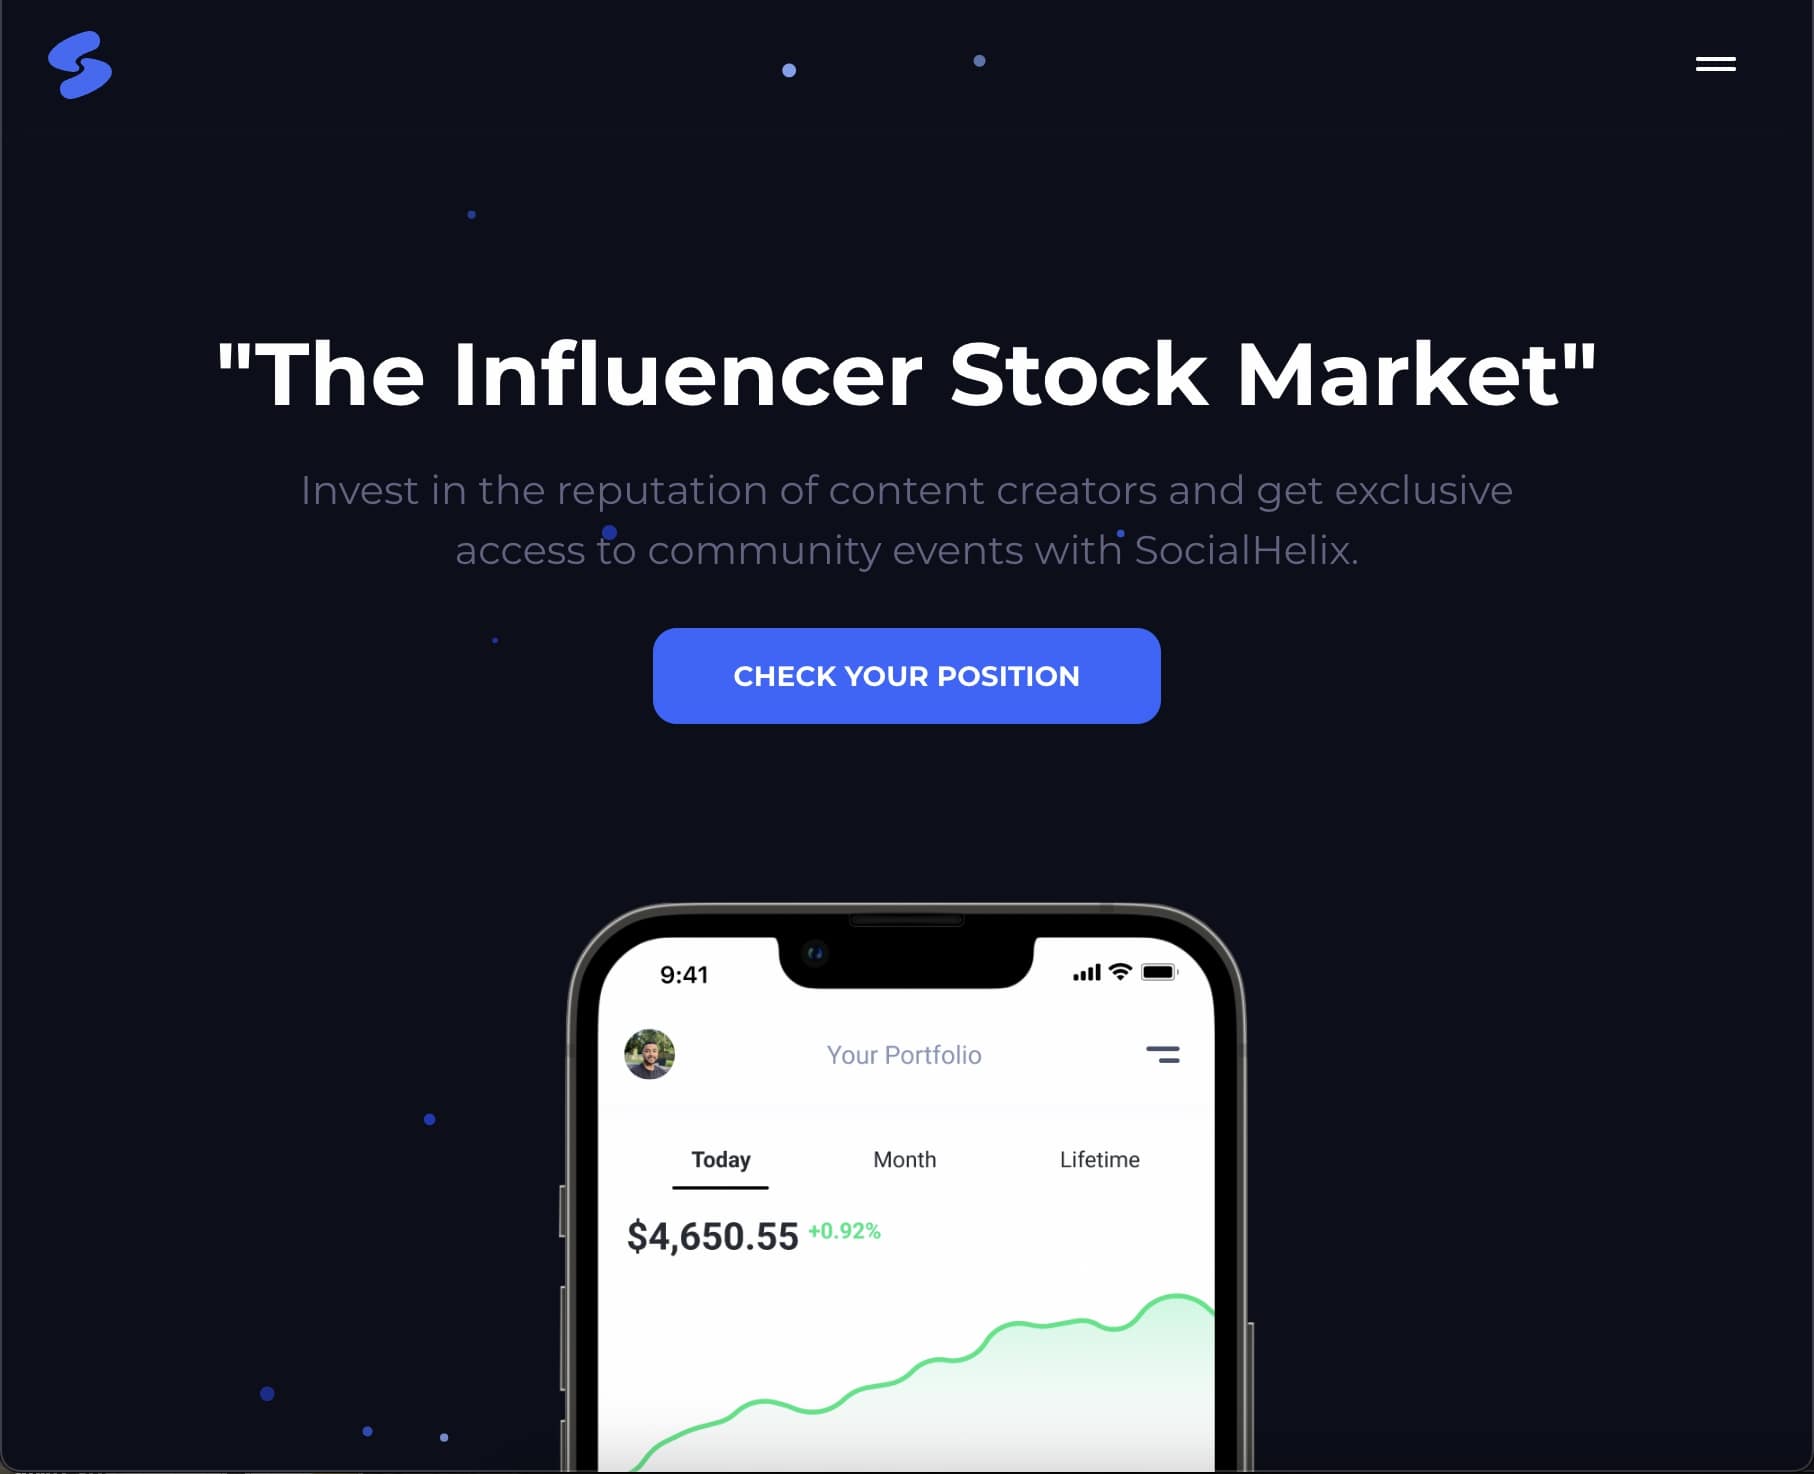 "The Influencer Stock Market"
Invest in the reputation of content creators and get exclusive
access to community events with SocialHelix.
CHECK YOUR POSITION
9:41
Your Portfolio
Today Month Lifetime
$4,650.55 +0.92%